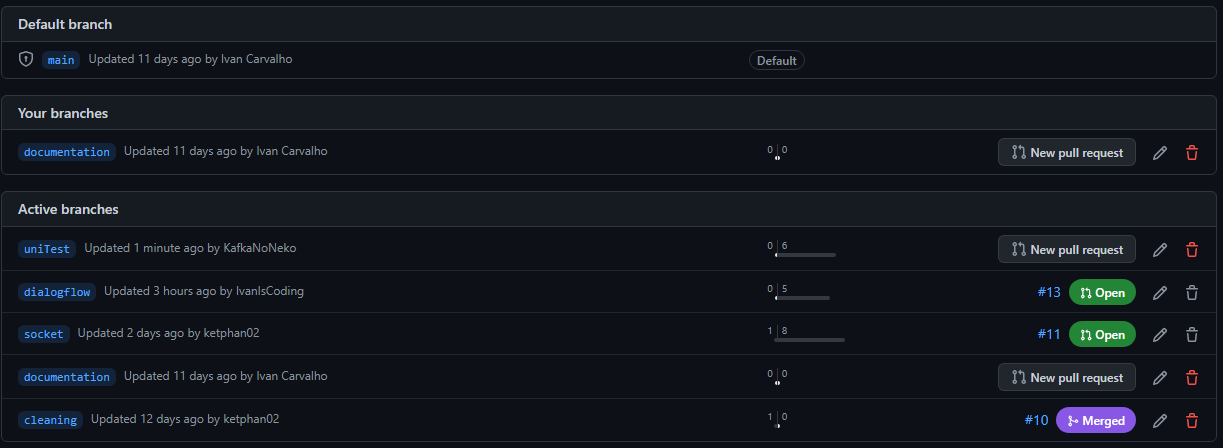 Default branch
main Updated 11 days ago by Ivan Carvalho Default
Your branches
documentation Updated 11 days ago by Ivan Carvalho 0 0 New pull request
Active branches
uniTest Updated 1 minute ago by KafkaNoNeko 0 6 New pull request
dialogflow Updated 3 hours ago by IvanIsCoding 0 5 #13 Open
socket Updated 2 days ago by ketphan02 1 8 #11 Open
documentation Updated 11 days ago by Ivan Carvalho 0 0 New pull request
cleaning Updated 12 days ago by ketphan02 1 0 #10 Merged